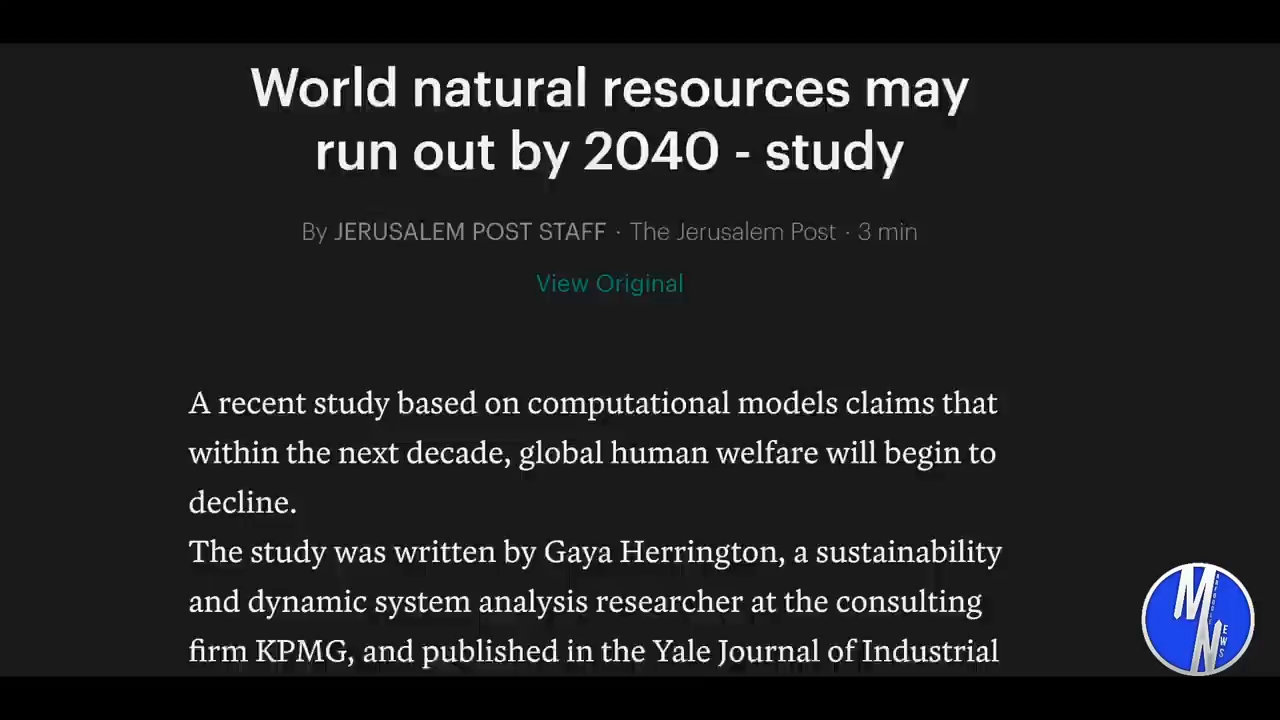 World natural resources may
run out by 2040 - study
By JERUSALEM POST STAFF · The Jerusalem Post · 3 min
View Original
A recent study based on computational models claims that
within the next decade, global human welfare will begin to
decline.
The study was written by Gaya Herrington, a sustainability
and dynamic system analysis researcher at the consulting
firm KPMG, and published in the Yale Journal of Industrial
M
N
EWS